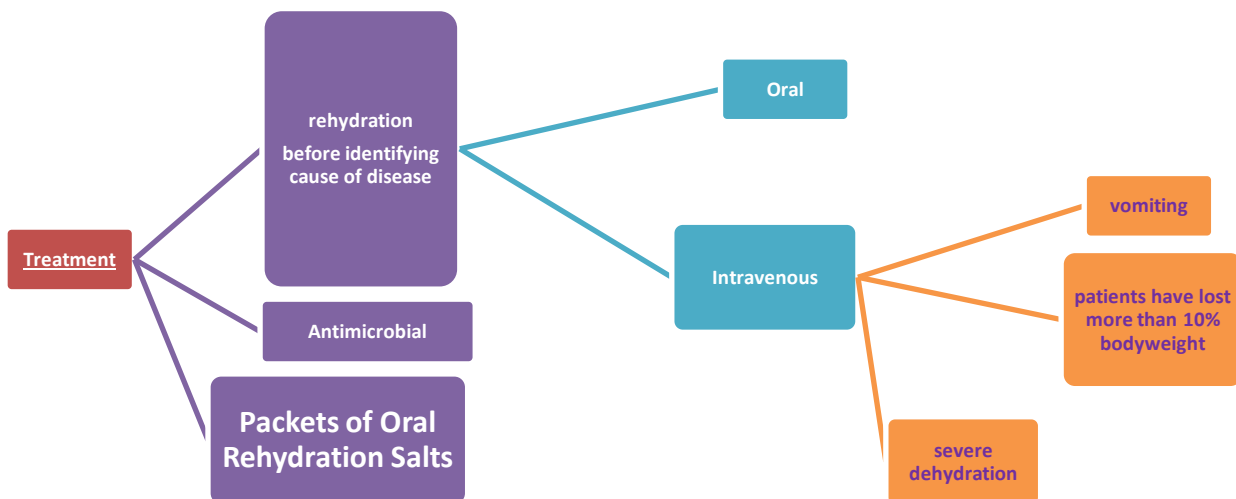 Treatment
rehydration
before identifying
cause of disease
Antimicrobial
Packets of Oral
Rehydration Salts
Oral
Intravenous
vomiting
patients have lost
more than 10%
bodyweight
severe
dehydration